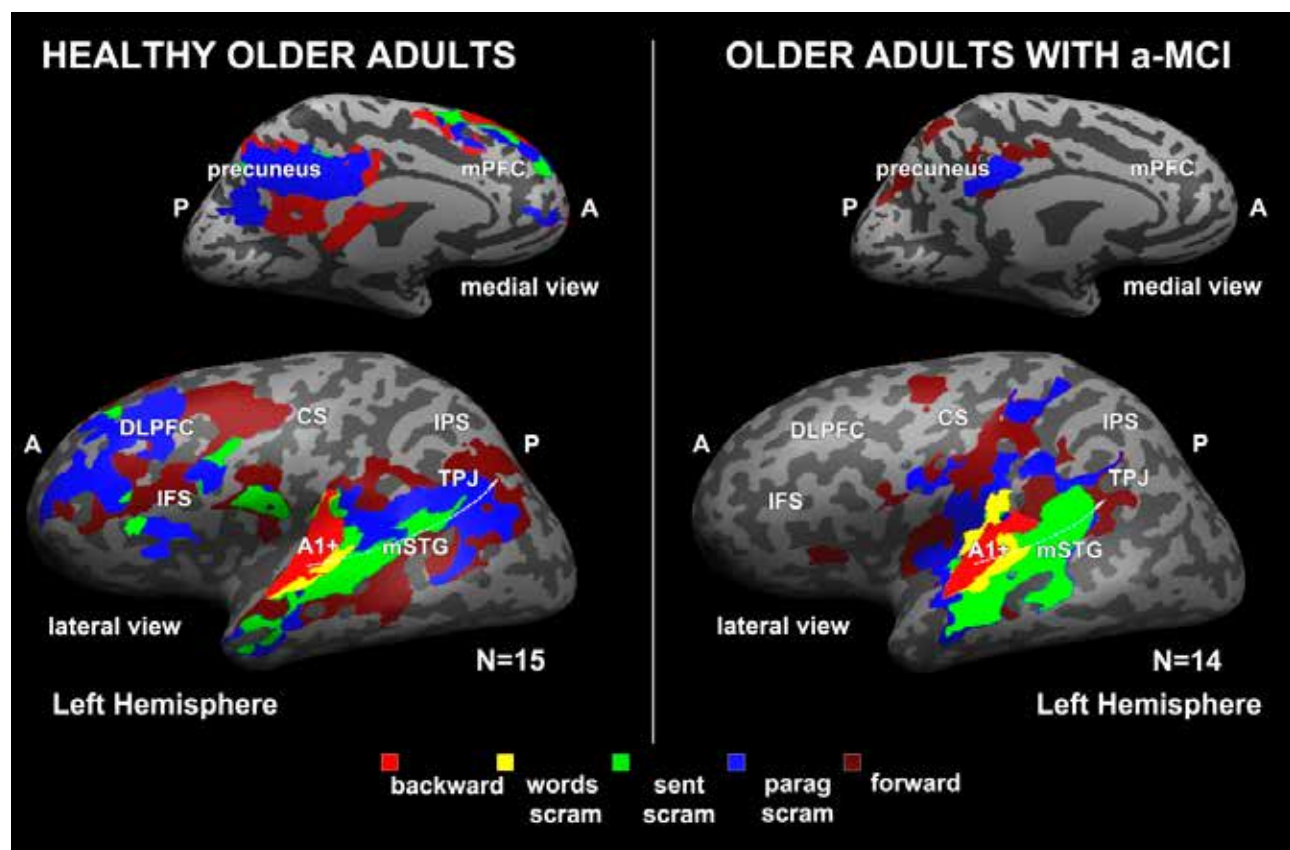 HEALTHY OLDER ADULTS
precuneus
mPFC
P
A
medial view
DLPFC
CS
IPS
A
P
TPJ
IFS
A1+
mSTG
lateral view
N=15
Left Hemisphere
OLDER ADULTS WITH a-MCI
precuneus
mPFC
P
A
medial view
CS
IPS
DLPFC
A
P
TPJ
IFS
A1+
mSTG
lateral view
N=14
Left Hemisphere
backward
words
scram
sent
scram
parag
scram
forward